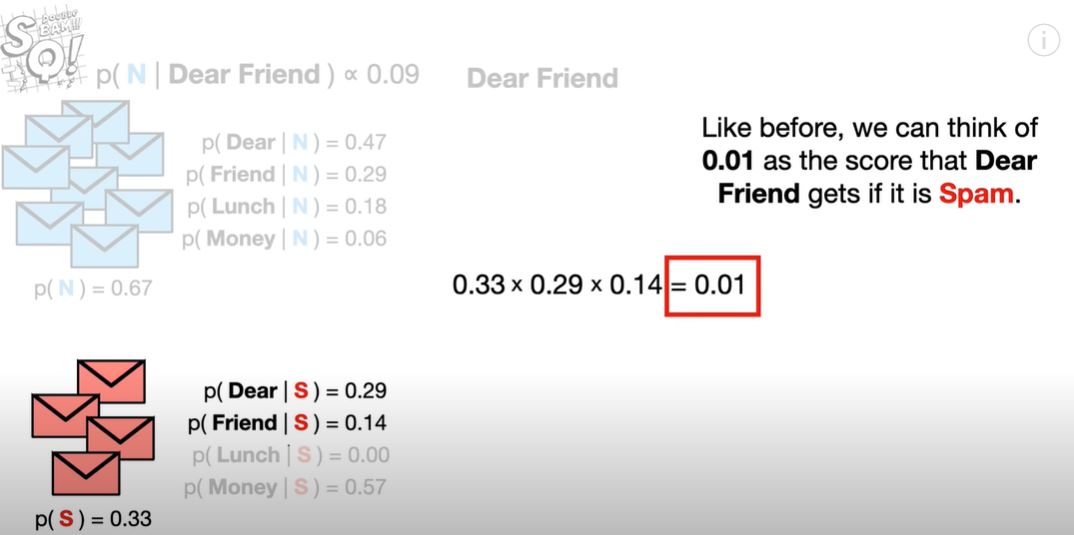 DOUBLE
BAM!!!
SQ!
p( N | Dear Friend ) ∝ 0.09
Dear Friend
p( Dear | N ) = 0.47
p( Friend | N ) = 0.29
p( Lunch | N ) = 0.18
p( Money | N ) = 0.06
p( N ) = 0.67
Like before, we can think of
0.01 as the score that Dear
Friend gets if it is Spam.
0.33 × 0.29 × 0.14 = 0.01
p( Dear | S ) = 0.29
p( Friend | S ) = 0.14
p( Lunch | S ) = 0.00
p( Money | S ) = 0.57
p( S ) = 0.33
i